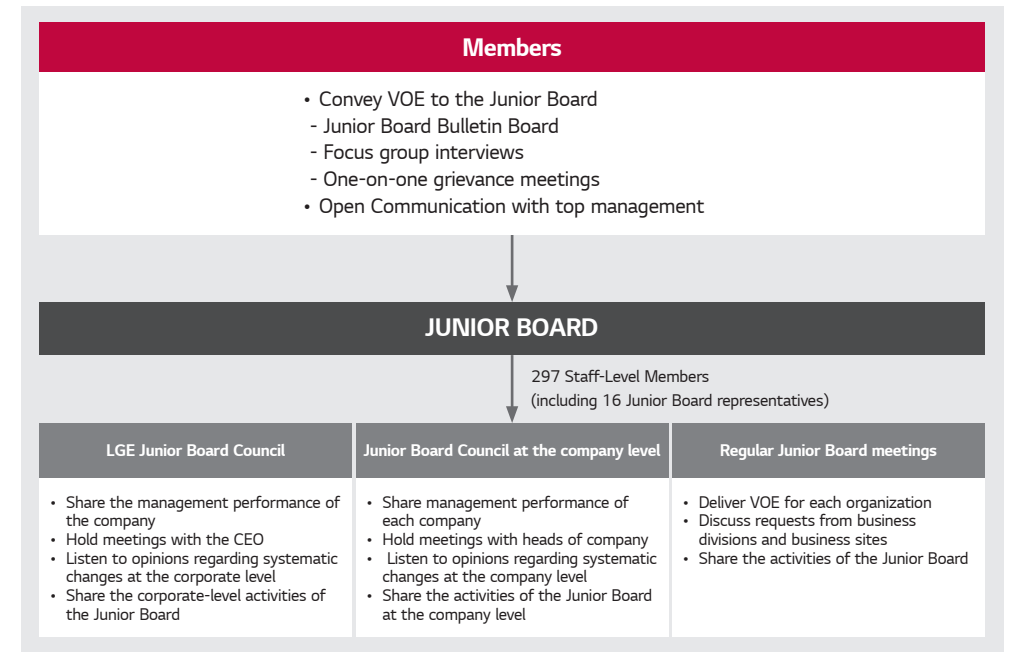 Members
• Convey VOE to the Junior Board
- Junior Board Bulletin Board
- Focus group interviews
- One-on-one grievance meetings
• Open Communication with top management
JUNIOR BOARD
297 Staff-Level Members
(including 16 Junior Board representatives)
LGE Junior Board Council
• Share the management performance of
the company
• Hold meetings with the CEO
• Listen to opinions regarding systematic
changes at the corporate level
• Share the corporate-level activities of
the Junior Board
Junior Board Council at the company level
• Share management performance of
each company
• Hold meetings with heads of company
• Listen to opinions regarding systematic
changes at the company level
• Share the activities of the Junior Board
at the company level
Regular Junior Board meetings
• Deliver VOE for each organization
• Discuss requests from business
divisions and business sites
• Share the activities of the Junior Board